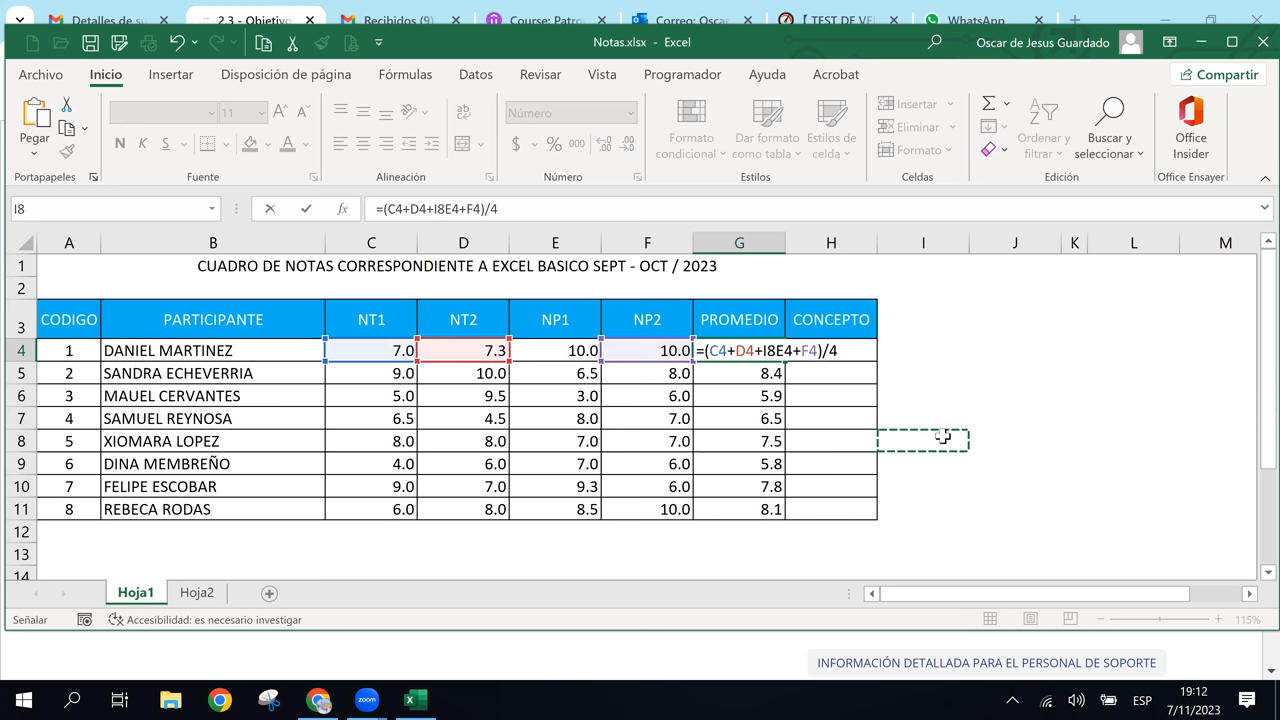 Detalles de su
2.3 - Objetivo
Recibidos (9)
Course: Patro
Correo: Oscar
[ TEST DE VEL
WhatsApp
Notas.xlsx - Excel
Oscar de Jesus Guardado
Archivo Inicio Insertar Disposición de página Fórmulas Datos Revisar Vista Programador Ayuda Acrobat Compartir
Pegar
11
N K S
Número
$ % 000
Formato condicional
Dar formato como tabla
Estilos de celda
Insertar
Eliminar
Formato
Ordenar y filtrar
Buscar y seleccionar
Office Insider
Portapapeles Fuente Alineación Número Estilos Celdas Edición Office Ensayer
I8 fx =(C4+D4+I8E4+F4)/4
A B C D E F G H I J K L M
1 CUADRO DE NOTAS CORRESPONDIENTE A EXCEL BASICO SEPT - OCT / 2023
2
3 CODIGO PARTICIPANTE NT1 NT2 NP1 NP2 PROMEDIO CONCEPTO
4 1 DANIEL MARTINEZ 7.0 7.3 10.0 10.0 =(C4+D4+I8E4+F4)/4
5 2 SANDRA ECHEVERRIA 9.0 10.0 6.5 8.0 8.4
6 3 MAUEL CERVANTES 5.0 9.5 3.0 6.0 5.9
7 4 SAMUEL REYNOSA 6.5 4.5 8.0 7.0 6.5
8 5 XIOMARA LOPEZ 8.0 8.0 7.0 7.0 7.5
9 6 DINA MEMBREÑO 4.0 6.0 7.0 6.0 5.8
10 7 FELIPE ESCOBAR 9.0 7.0 9.3 6.0 7.8
11 8 REBECA RODAS 6.0 8.0 8.5 10.0 8.1
12
13
14
Hoja1 Hoja2
Señalar Accesibilidad: es necesario investigar 115%
INFORMACIÓN DETALLADA PARA EL PERSONAL DE SOPORTE
zoom
ESP
19:12
7/11/2023